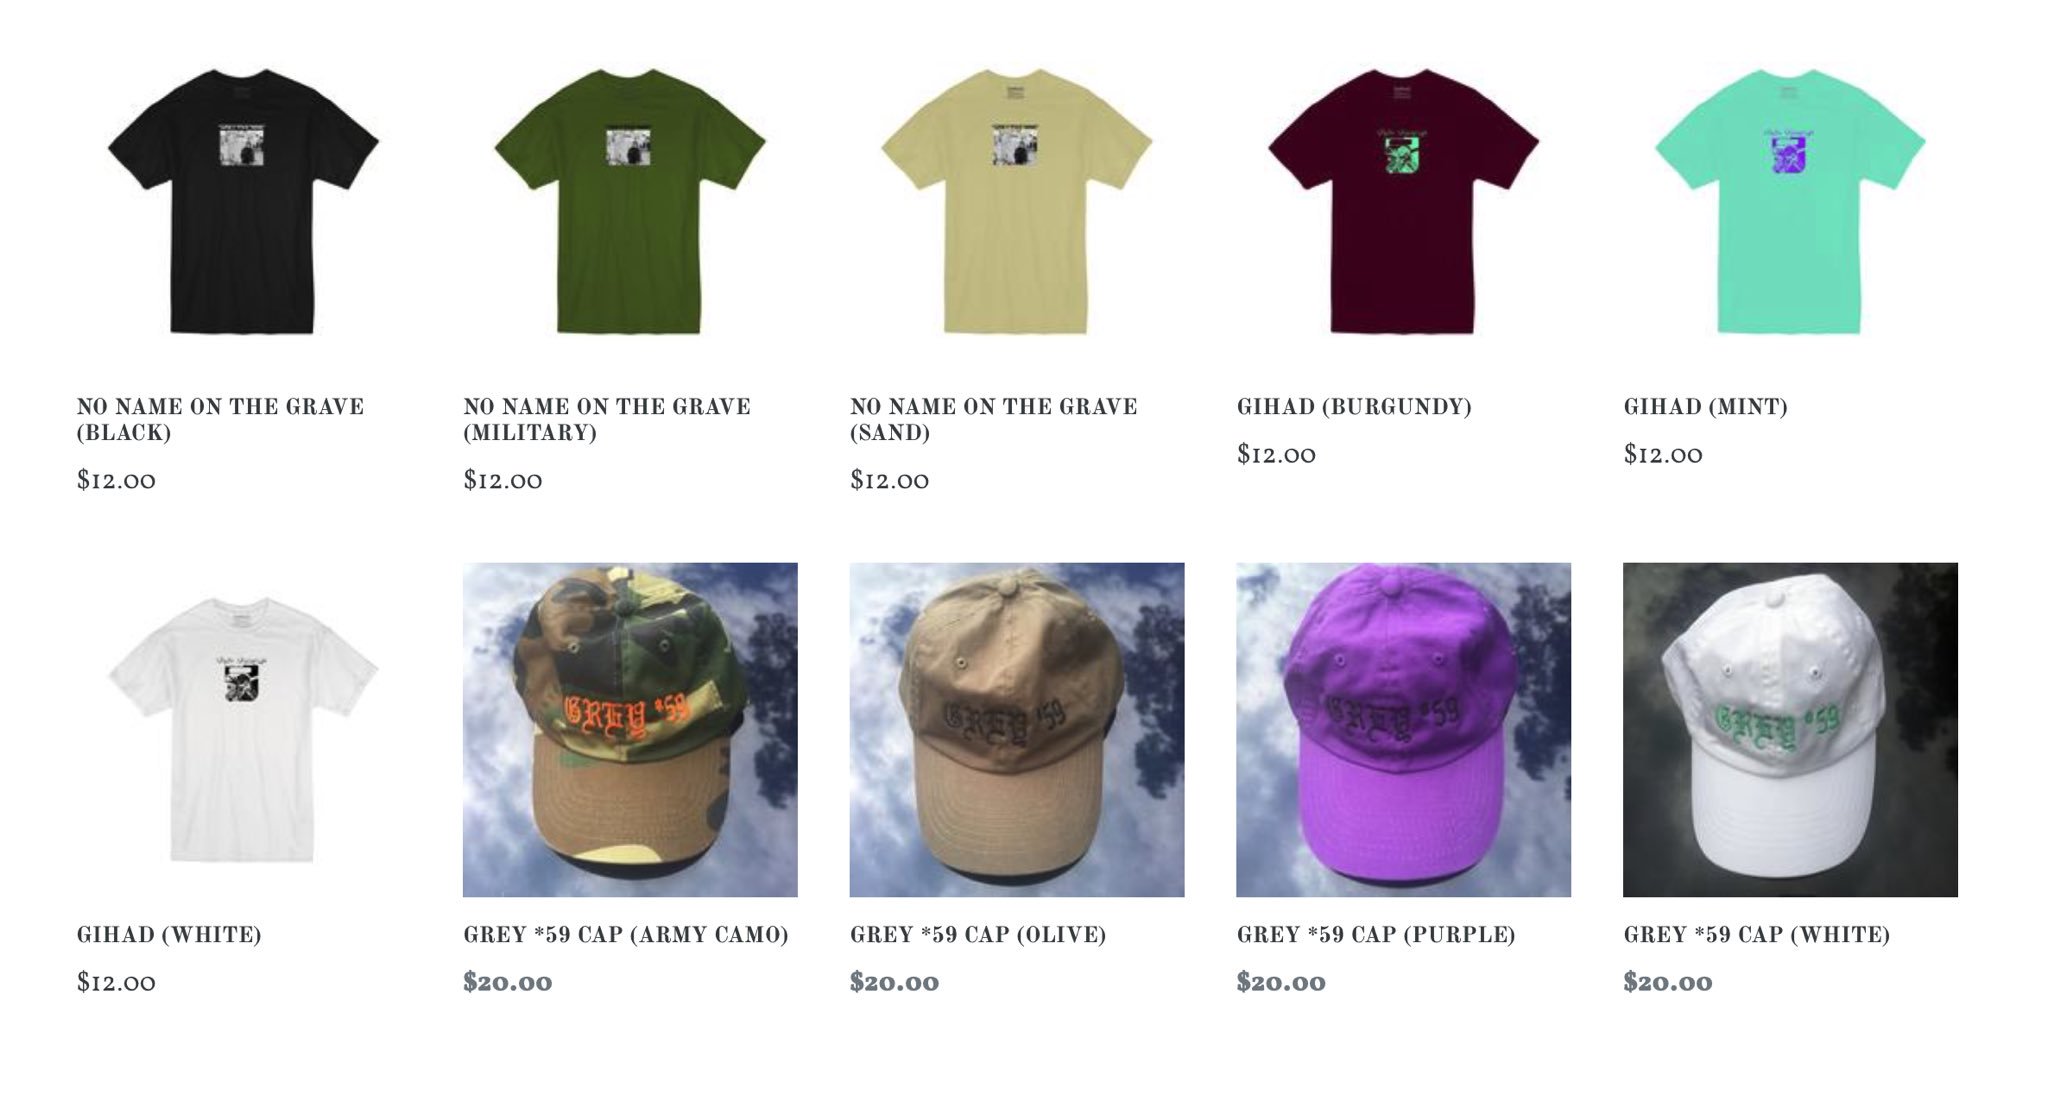 NO NAME ON THE GRAVE
(BLACK)
$12.00
NO NAME ON THE GRAVE
(MILITARY)
$12.00
NO NAME ON THE GRAVE
(SAND)
$12.00
GIHAD (BURGUNDY)
$12.00
GIHAD (MINT)
$12.00
GREY *59
GREY *59
GREY *59
GREY *59
GIHAD (WHITE)
$12.00
GREY *59 CAP (ARMY CAMO)
$20.00
GREY *59 CAP (OLIVE)
$20.00
GREY *59 CAP (PURPLE)
$20.00
GREY *59 CAP (WHITE)
$20.00